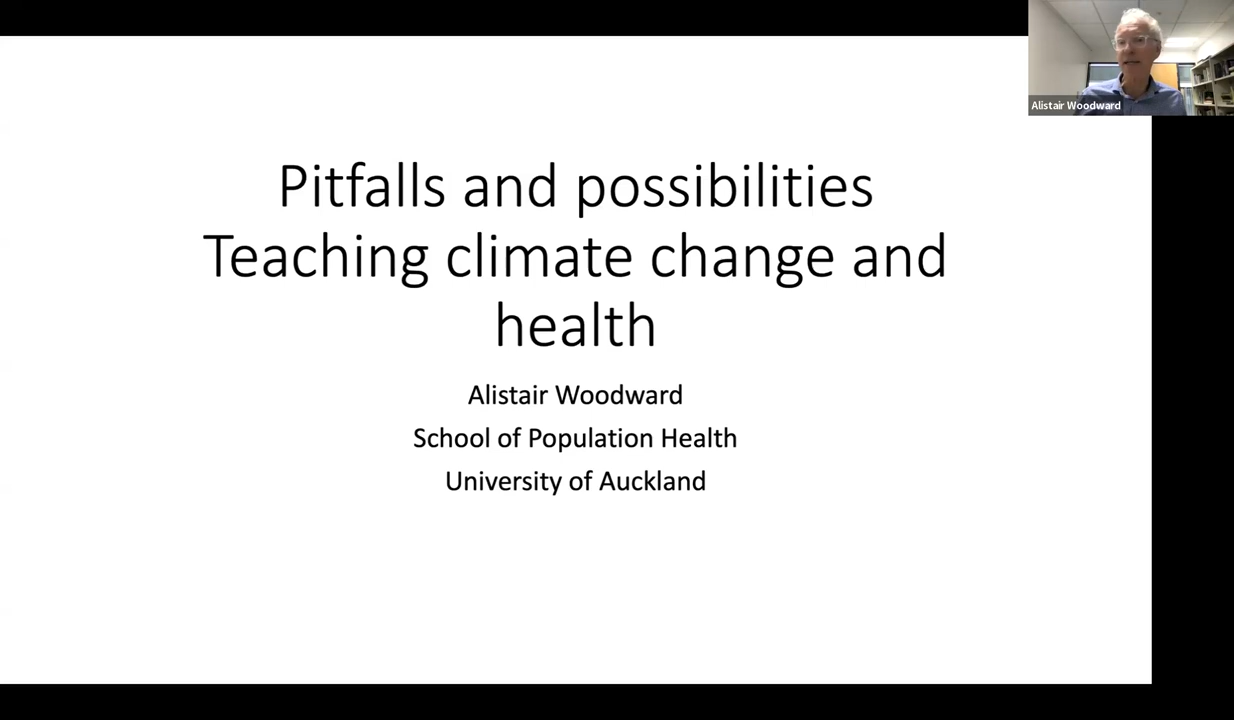 Alistair Woodward
Pitfalls and possibilities
Teaching climate change and
health
Alistair Woodward
School of Population Health
University of Auckland